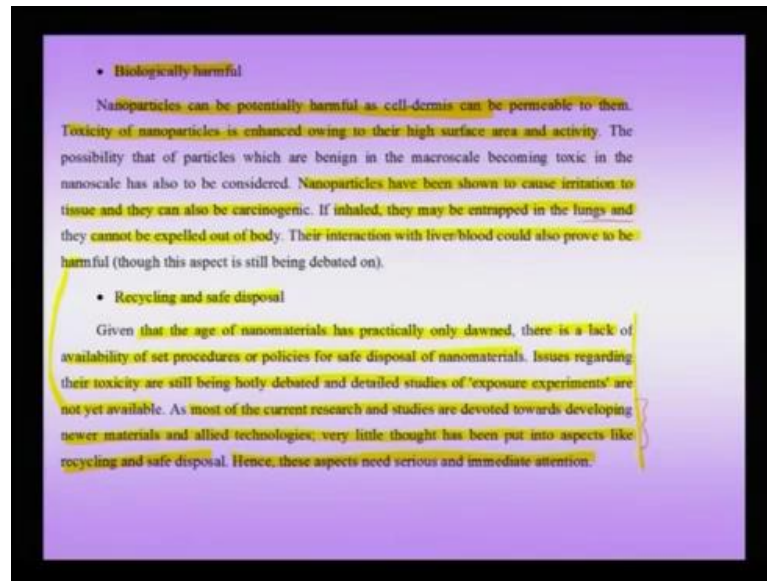 • Biologically harmful
Nanoparticles can be potentially harmful as cell-dermis can be permeable to them.
Toxicity of nanoparticles is enhanced owing to their high surface area and activity. The
possibility that of particles which are benign in the macroscale becoming toxic in the
nanoscale has also to be considered. Nanoparticles have been shown to cause irritation to
tissue and they can also be carcinogenic. If inhaled, they may be entrapped in the lungs and
they cannot be expelled out of body. Their interaction with liver/blood could also prove to be
harmful (though this aspect is still being debated on).
• Recycling and safe disposal
Given that the age of nanomaterials has practically only dawned, there is a lack of
availability of set procedures or policies for safe disposal of nanomaterials. Issues regarding
their toxicity are still being hotly debated and detailed studies of 'exposure experiments' are
not yet available. As most of the current research and studies are devoted towards developing
newer materials and allied technologies; very little thought has been put into aspects like
recycling and safe disposal. Hence, these aspects need serious and immediate attention.